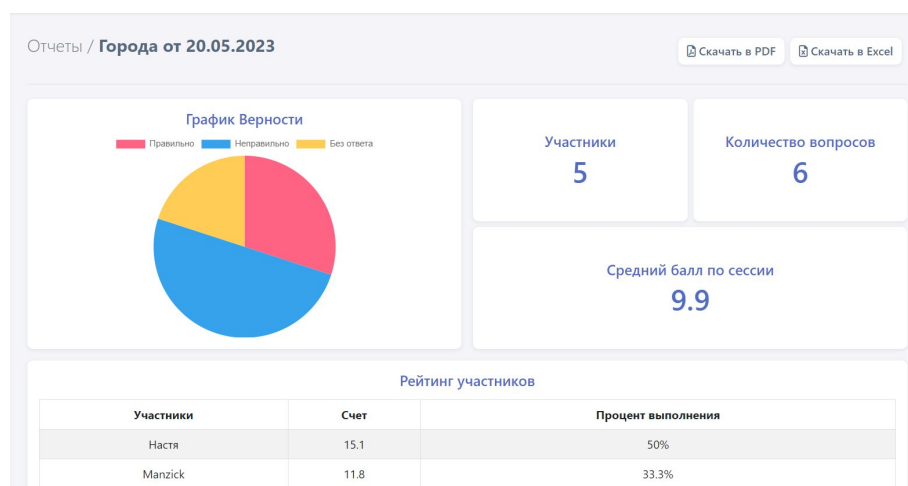 Отчеты / Города от 20.05.2023
Скачать в PDF
Скачать в Excel
График Верности
Правильно Неправильно Без ответа
Участники
5
Количество вопросов
6
Средний балл по сессии
9.9
Рейтинг участников
Участники Счет Процент выполнения
Настя 15.1 50%
Manzick 11.8 33.3%